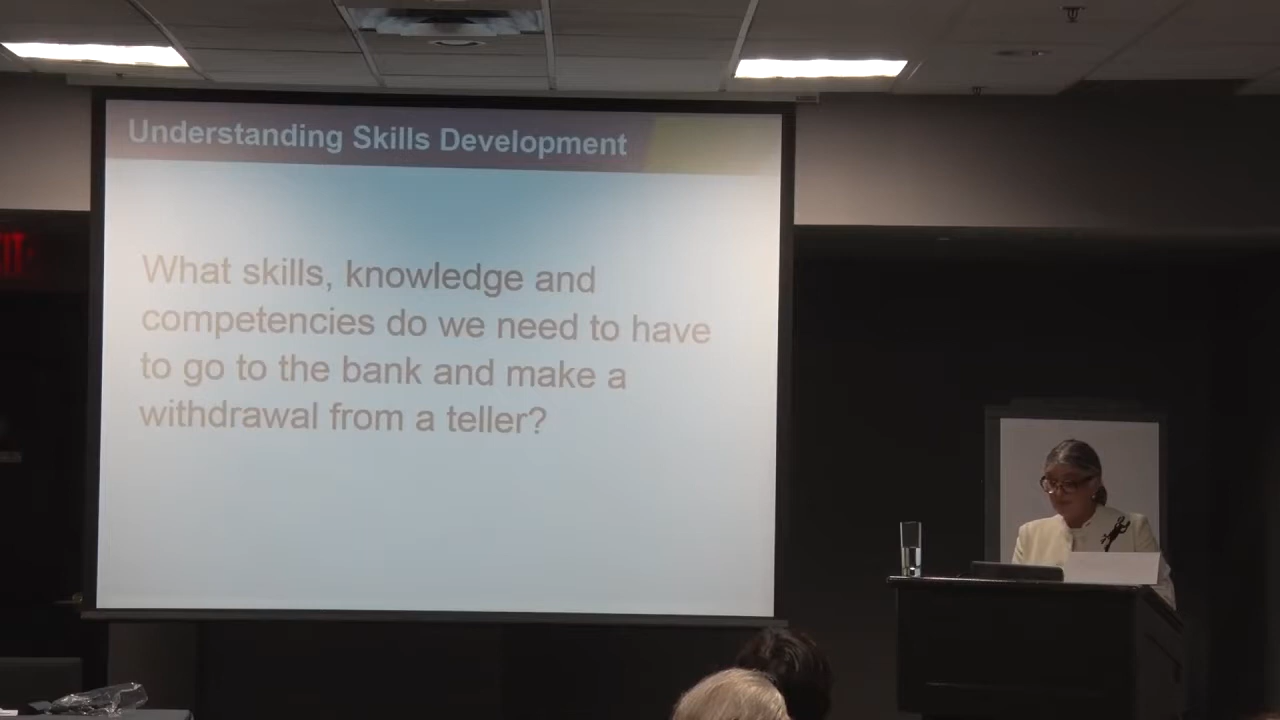 Understanding Skills Development
What skills, knowledge and
competencies do we need to have
to go to the bank and make a
withdrawal from a teller?